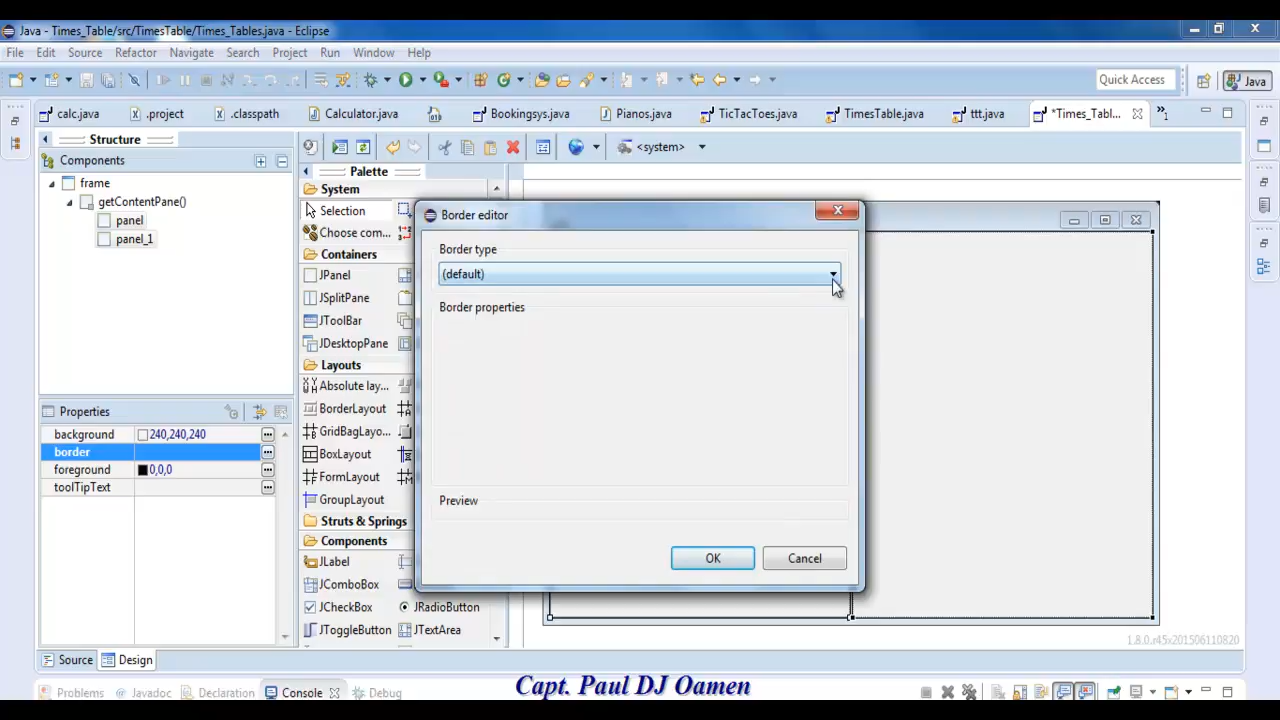 Java - Times_Table/src/TimesTable/Times_Tables.java - Eclipse
File Edit Source Refactor Navigate Search Project Run Window Help
Quick Access Java
calc.java .project .classpath Calculator.java Bookingsys.java Pianos.java TicTacToes.java TimesTable.java ttt.java *Times_Tabl... »1
Structure
Components
frame
getContentPane()
panel
panel_1
Properties
background 240,240,240
border
foreground 0,0,0
toolTipText
Source Design
<system>
Palette
System
Selection
Choose com...
Containers
JPanel
JSplitPane
JToolBar
JDesktopPane
Layouts
Absolute lay...
BorderLayout
GridBagLayo...
BoxLayout
FormLayout
GroupLayout
Struts & Springs
Components
JLabel
JComboBox
JCheckBox JRadioButton
JToggleButton JTextArea
Border editor
Border type
(default)
Border properties
Preview
OK Cancel
1.8.0.r45x201506110820
Problems Javadoc Declaration Console Debug
Capt. Paul DJ Oamen